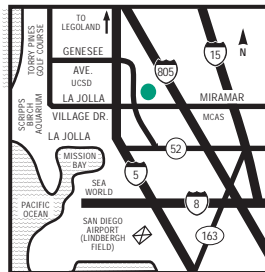 TO
LEGOLAND
TORRY PINES
GOLF COURSE
GENESEE
AVE.
UCSD
LA JOLLA
VILLAGE DR.
LA JOLLA
SCRIPPS
BIRCH
AQUARIUM
805
15
N
MIRAMAR
MCAS
52
MISSION
BAY
SEA
WORLD
5
8
PACIFIC
OCEAN
SAN DIEGO
AIRPORT
(LINDBERGH
FIELD)
163